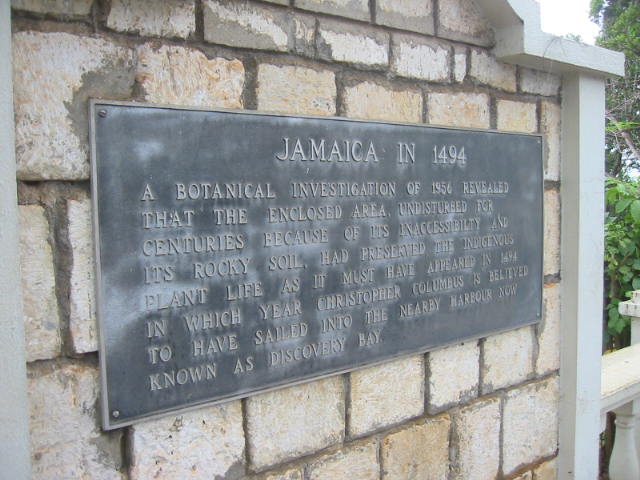 JAMAICA IN 1494
A BOTANICAL INVESTIGATION OF 1956 REVEALED
THAT THE ENCLOSED AREA, UNDISTURBED FOR
CENTURIES BECAUSE OF ITS INACCESSIBILTY AND
ITS ROCKY SOIL, HAD PRESERVED THE INDIGENOUS
PLANT LIFE AS IT MUST HAVE APPEARED IN 1494
IN WHICH YEAR CHRISTOPHER COLUMBUS IS BELIEVED
TO HAVE SAILED INTO THE NEARBY HARBOUR NOW
KNOWN AS DISCOVERY BAY.